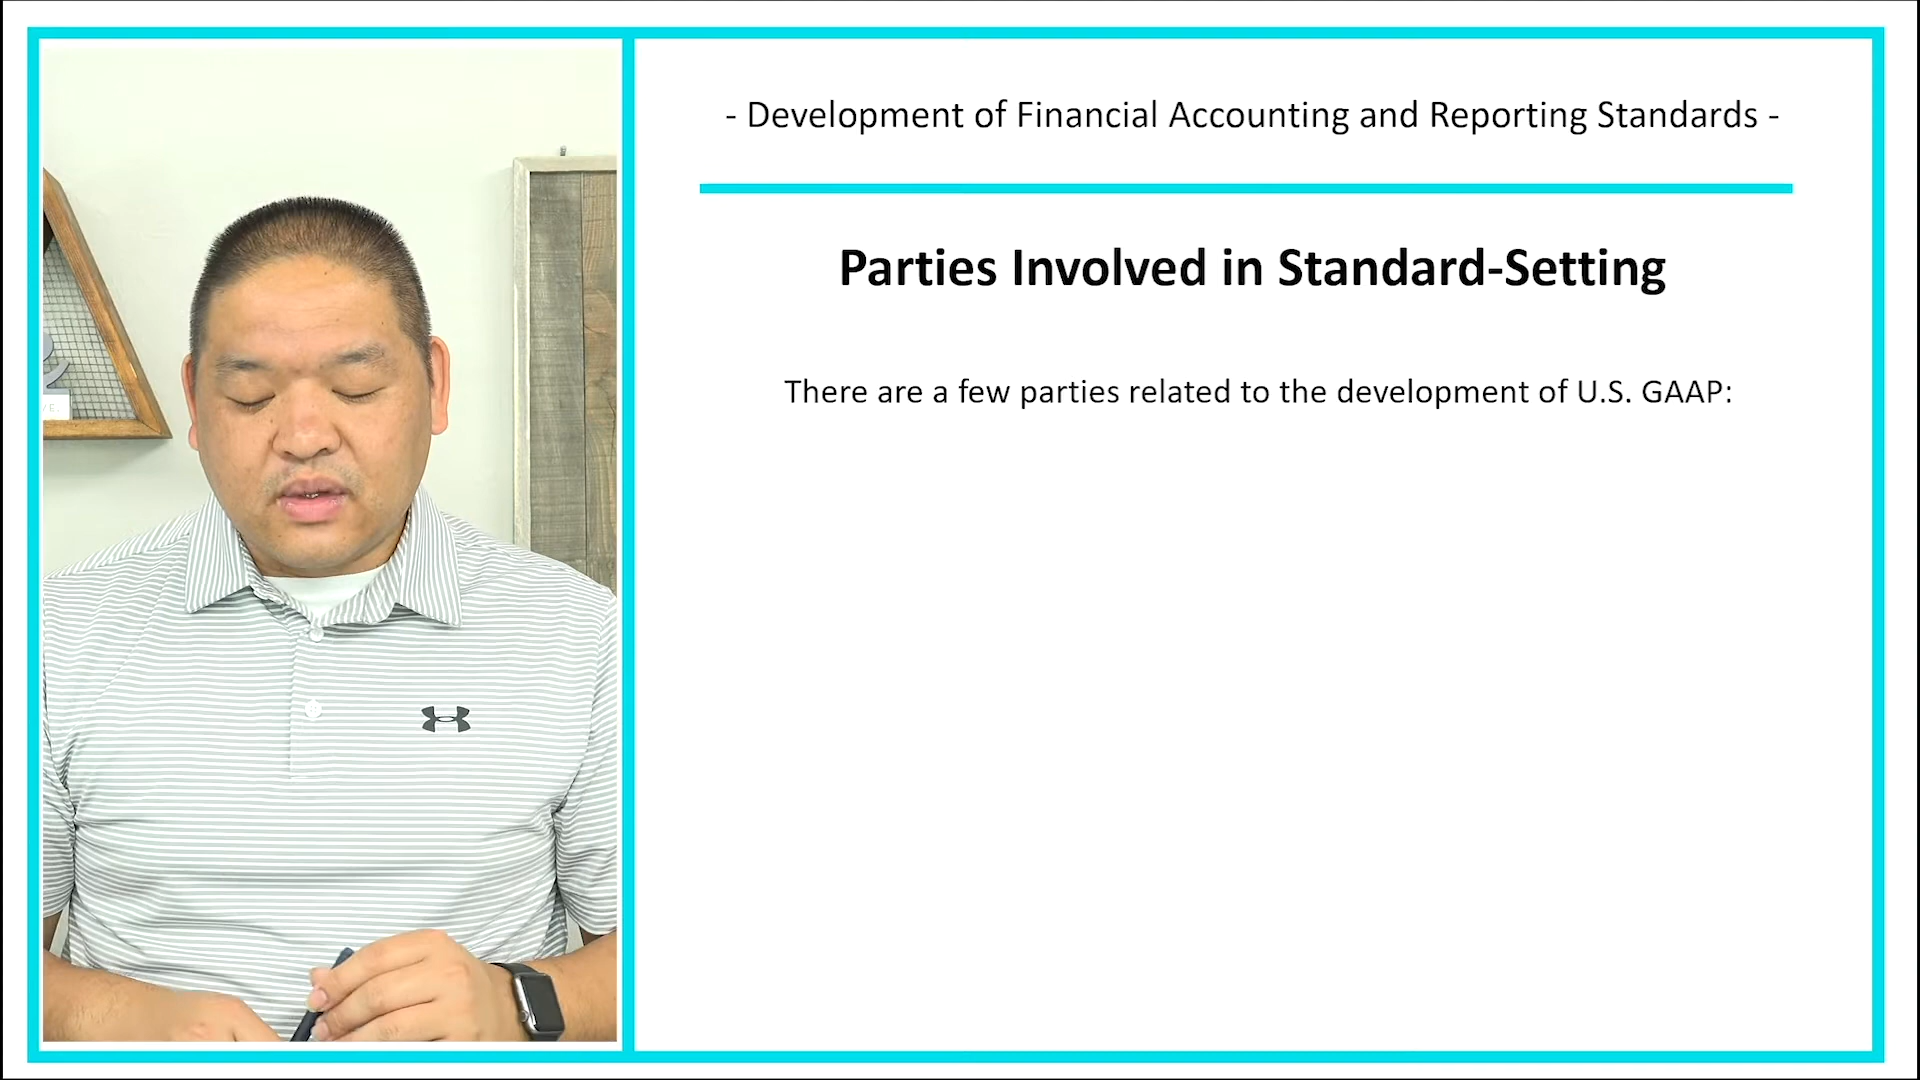 - Development of Financial Accounting and Reporting Standards -
Parties Involved in Standard-Setting
There are a few parties related to the development of U.S. GAAP: